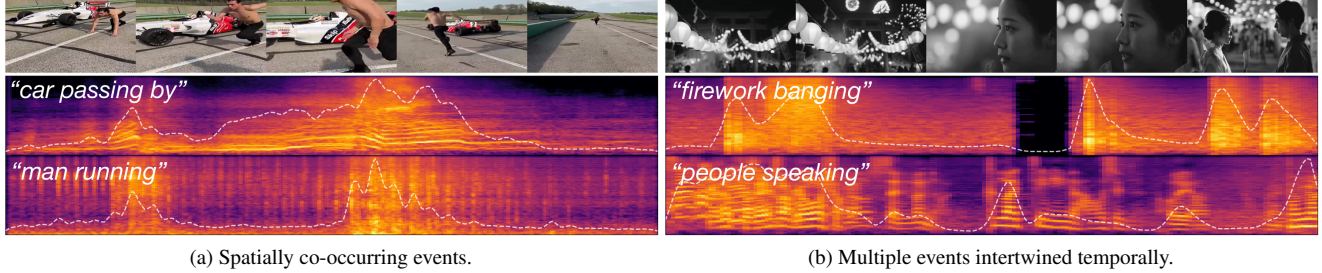 “car passing by”
“man running”
(a) Spatially co-occurring events.
“firework banging”
“people speaking”
(b) Multiple events intertwined temporally.